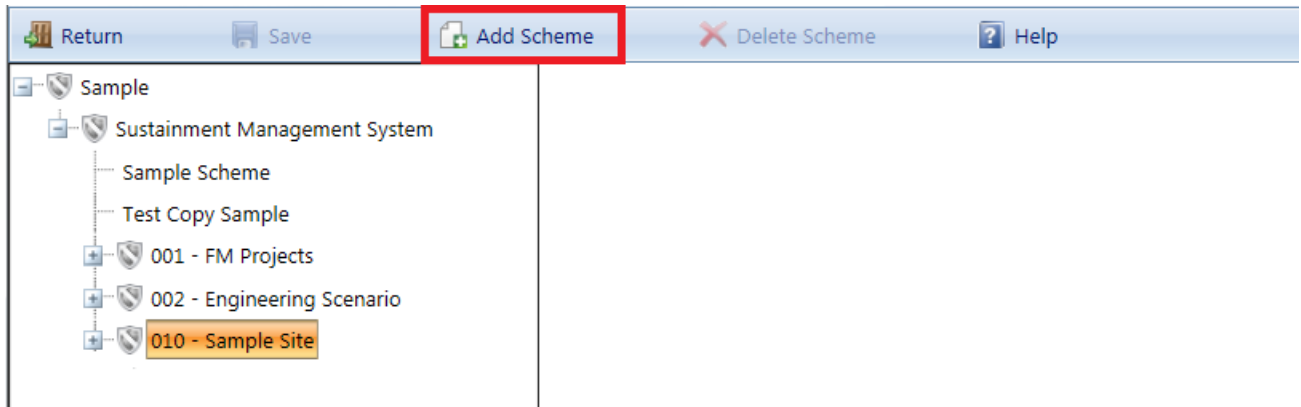 Return Save Add Scheme Delete Scheme Help
Sample
Sustainment Management System
Sample Scheme
Test Copy Sample
001 - FM Projects
002 - Engineering Scenario
010 - Sample Site